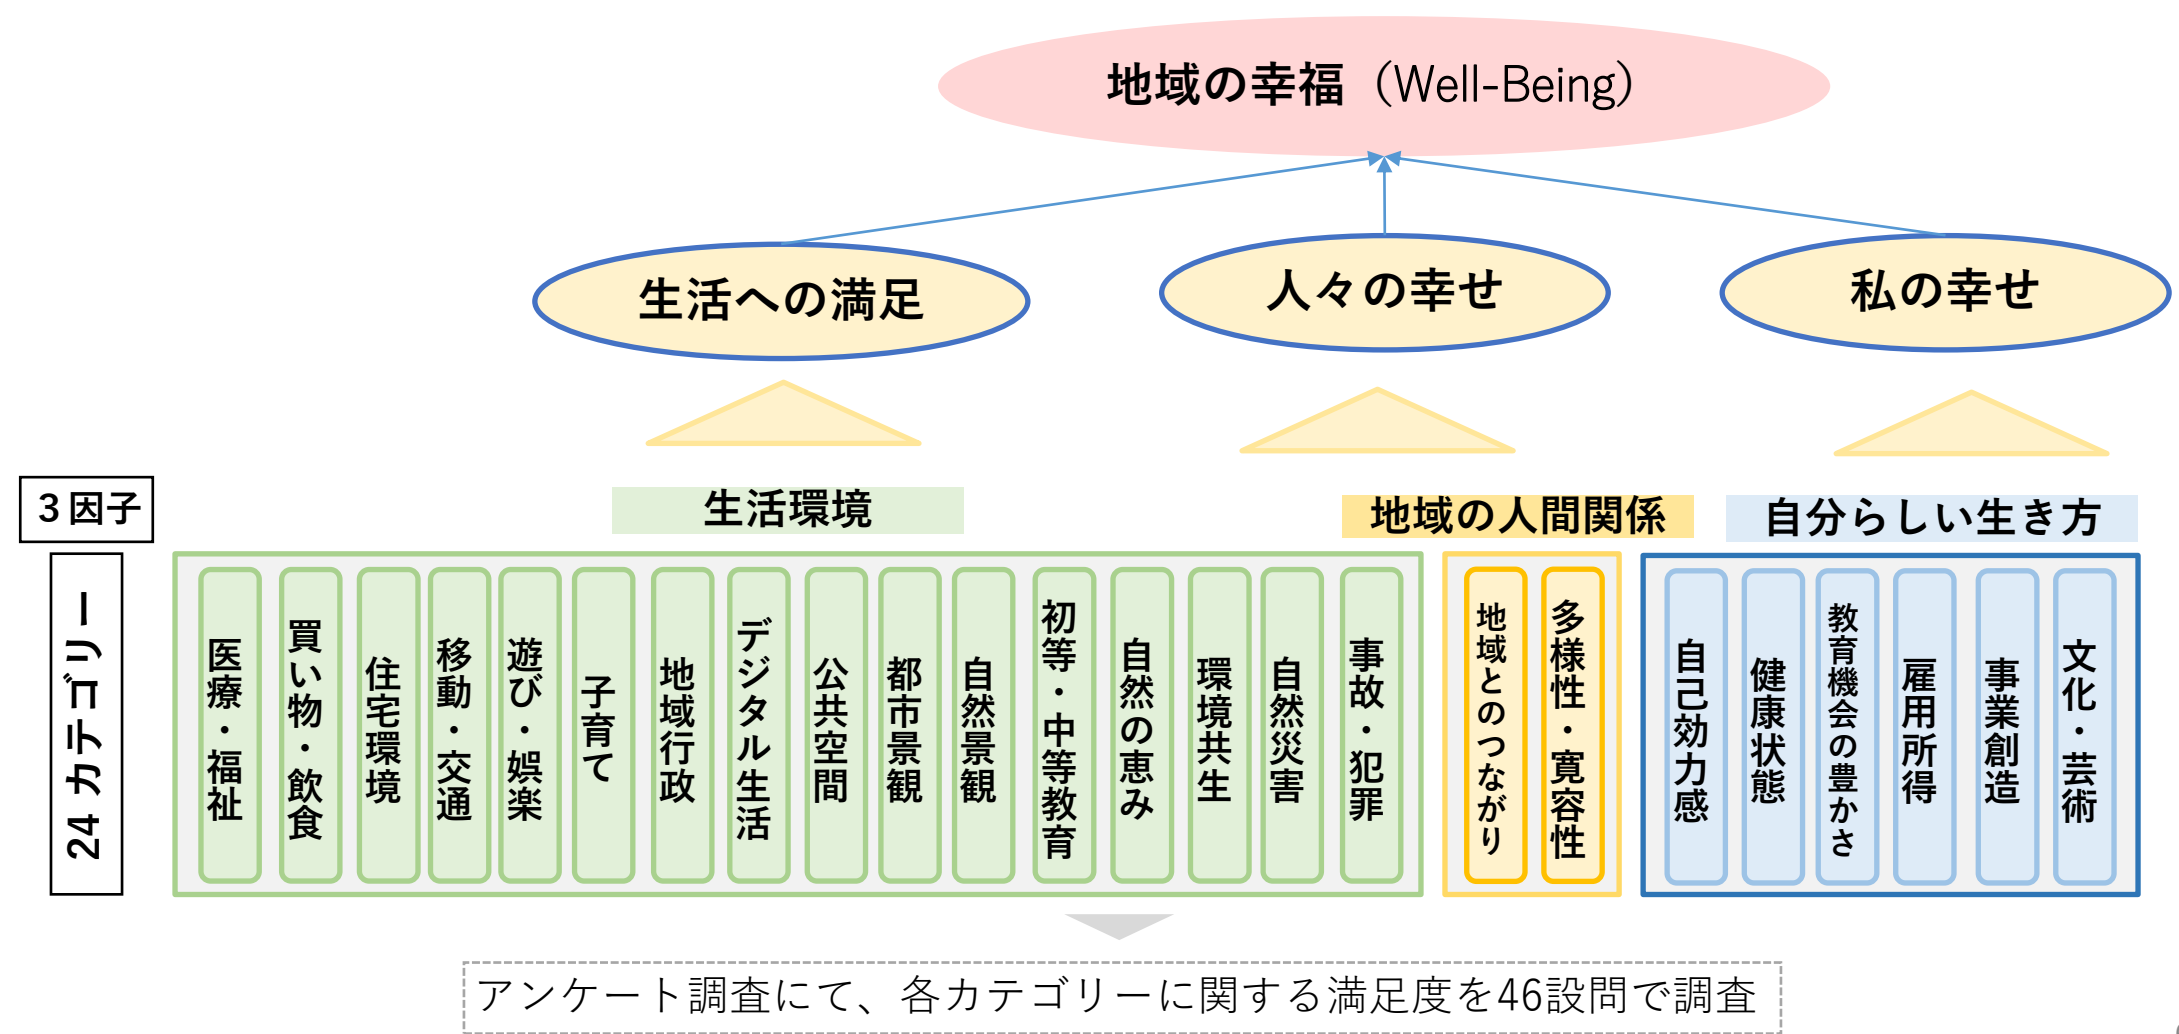 地域の幸福（Well-Being）
生活への満足
人々の幸せ
私の幸せ
３因子
生活環境
地域の人間関係
自分らしい生き方
24 カテゴリー
医療・福祉
買い物・飲食
住宅環境
移動・交通
遊び・娯楽
子育て
地域行政
デジタル生活
公共空間
都市景観
自然景観
初等・中等教育
自然の恵み
環境共生
自然災害
事故・犯罪
地域とのつながり
多様性・寛容性
自己効力感
健康状態
教育機会の豊かさ
雇用所得
事業創造
文化・芸術
アンケート調査にて、各カテゴリーに関する満足度を46設問で調査